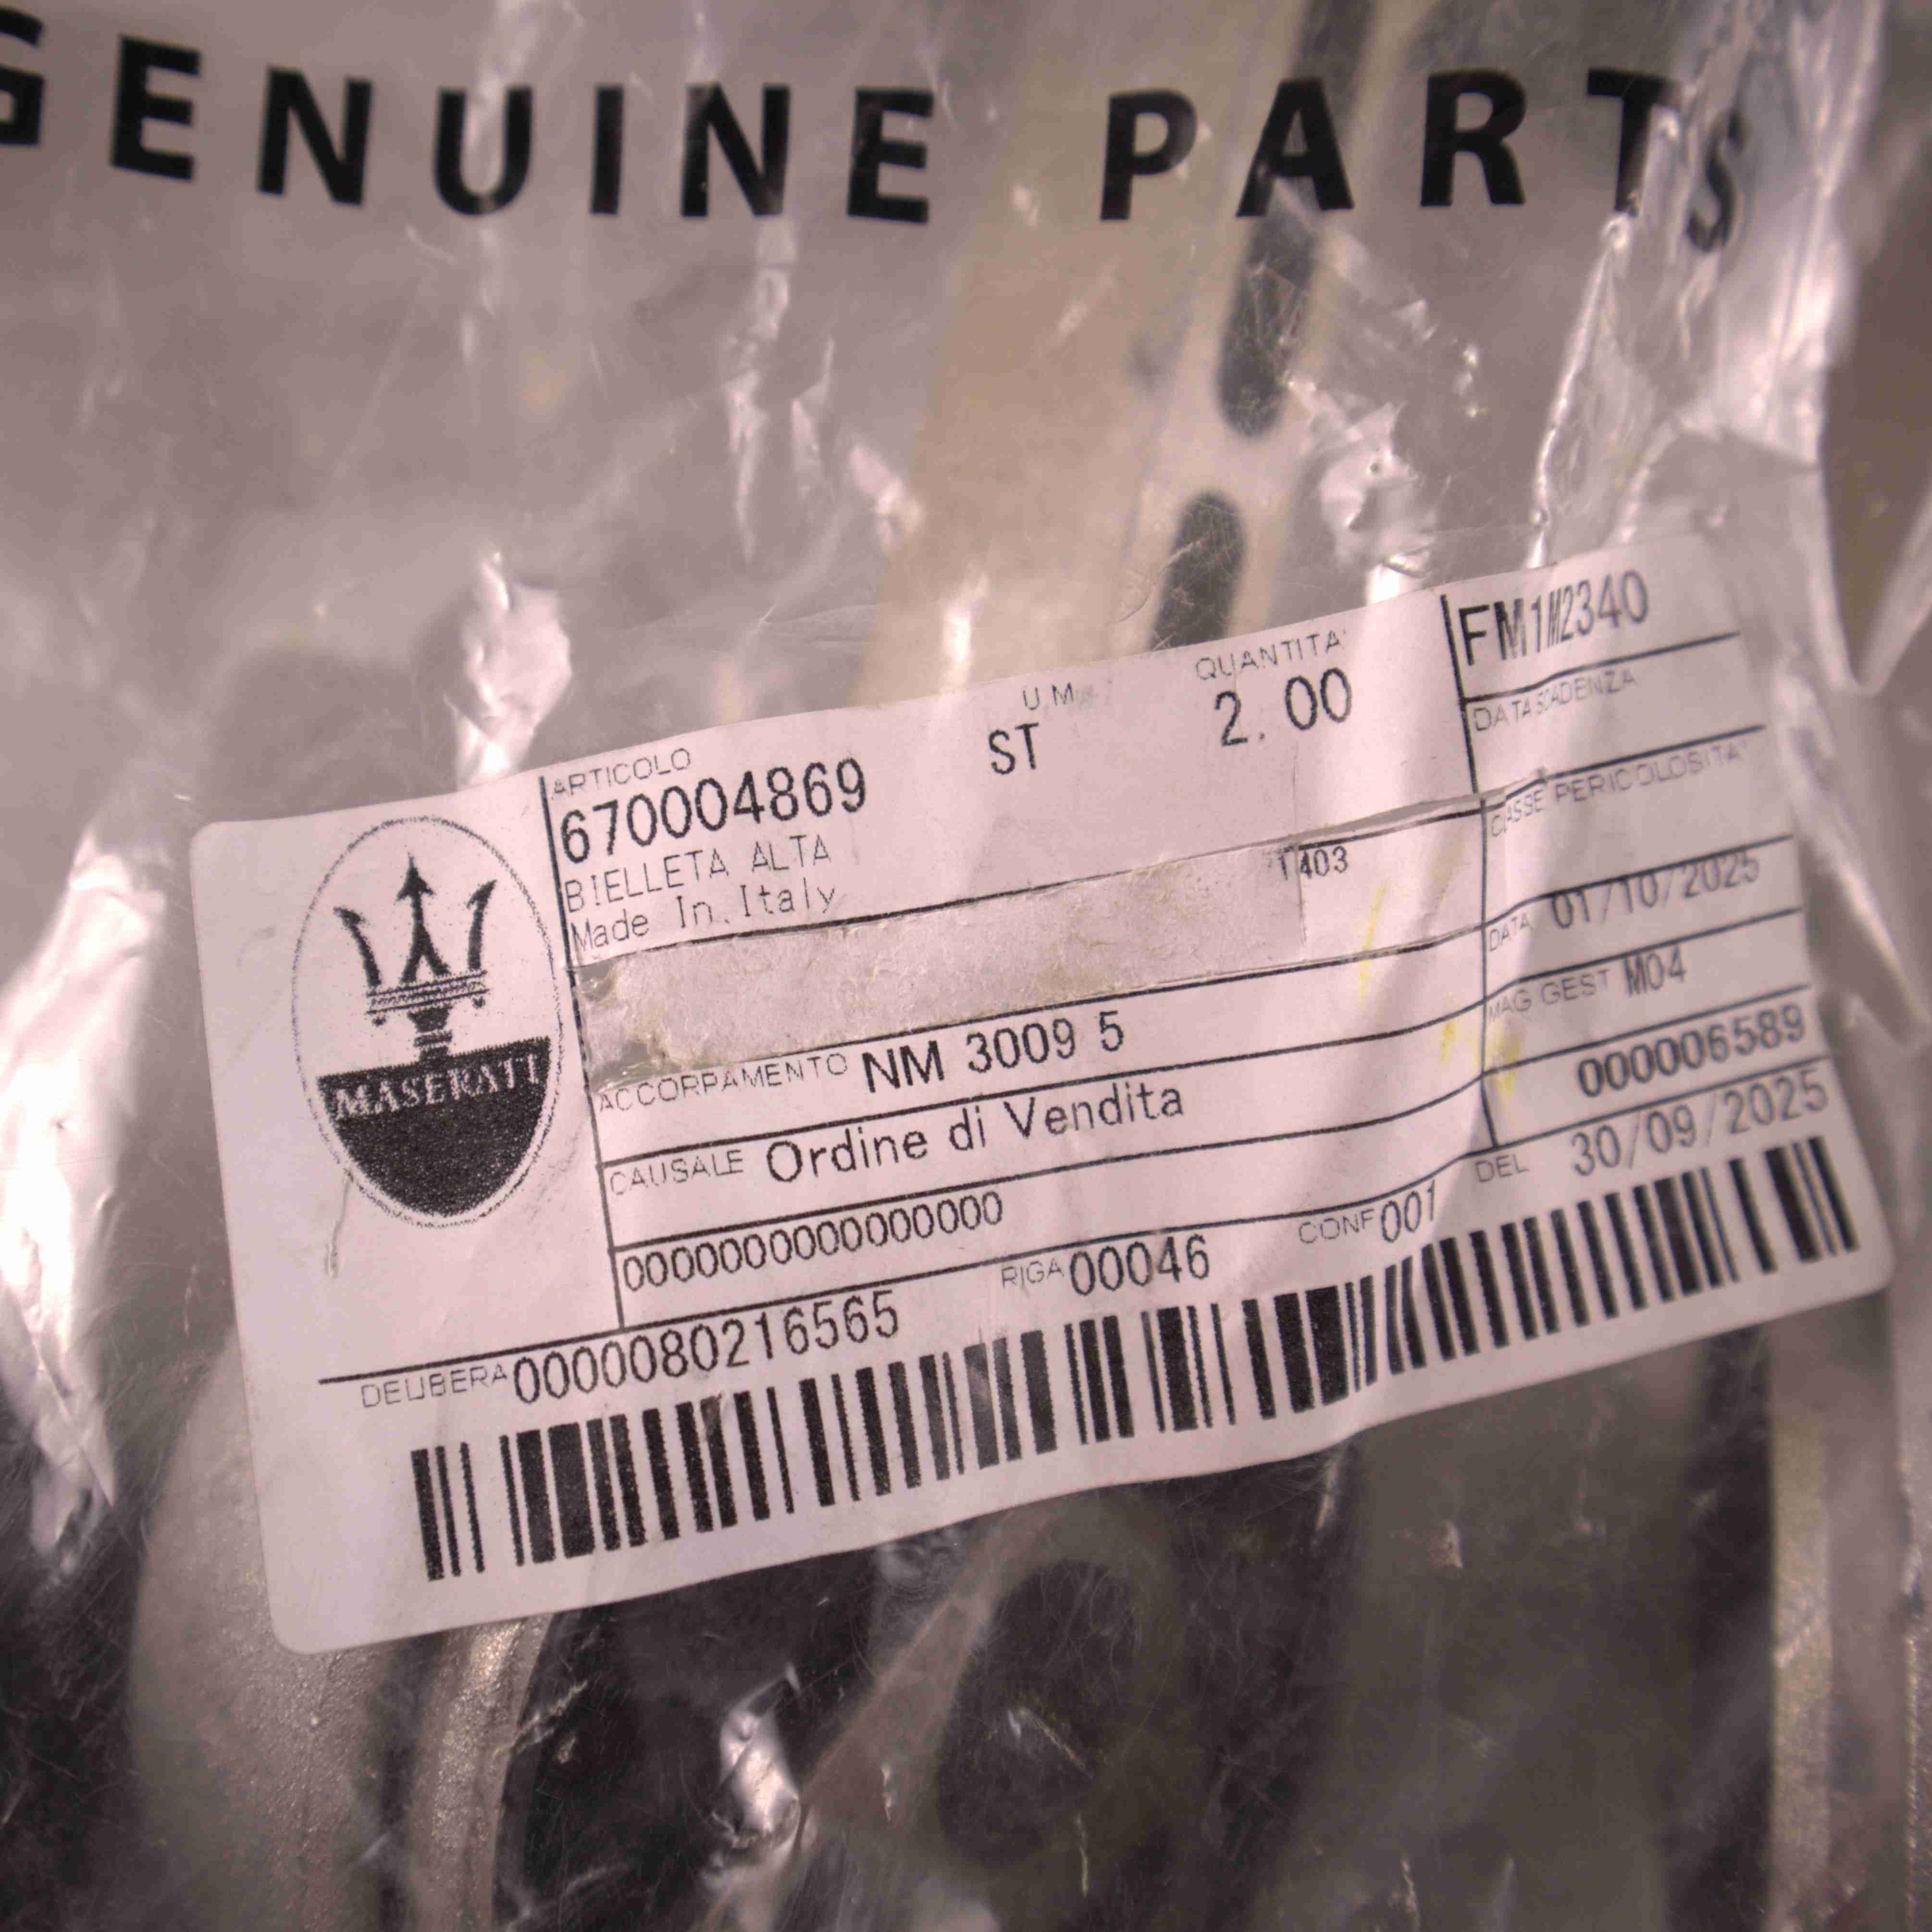 GENUINE PARTS
ARTICOLO
670004869
BIELLETA ALTA
Made In.Italy
U M
ST
QUANTITA'
2.00
FM1M2340
DATA SCADENZA
CLASSE PERICOLOSITA'
1403
DATA 01/10/2025
MAG GEST M04
ACCORPAMENTO NM 3009 5
000006589
CAUSALE Ordine di Vendita
DEL 30/09/2025
000000000000000
DELIBERA 0000080216565
RIGA 00046
CONF 001
MASERATI